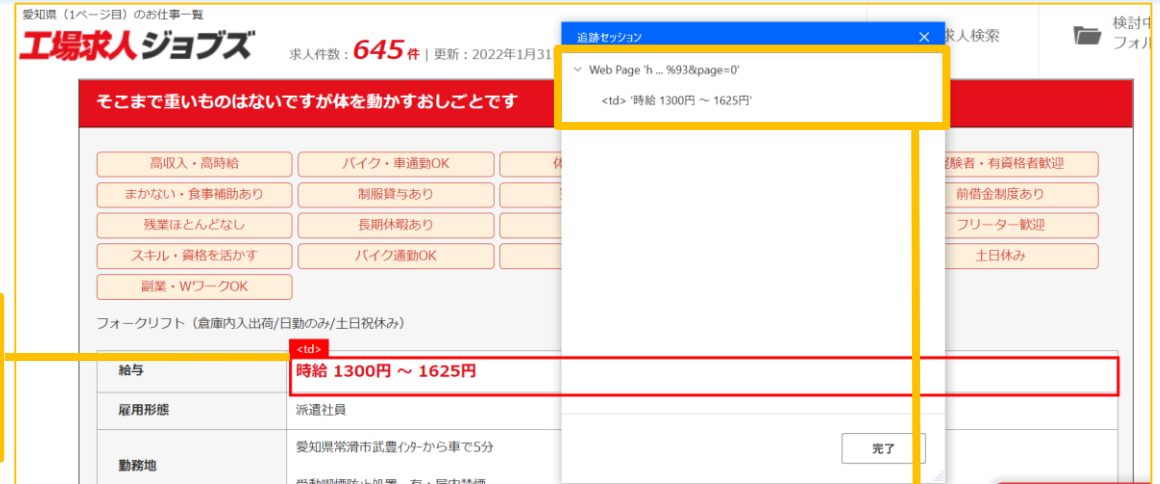 愛知県（1ページ目）のお仕事一覧
工場求人ジョブズ
求人件数：645件 | 更新：2022年1月31
求人検索
検討中
フォル
追跡セッション
Web Page 'h ... %93&page=0'
<td> '時給 1300円 ～ 1625円'
そこまで重いものはないですが体を動かすおしごとです
高収入・高時給
バイク・車通勤OK
経験者・有資格者歓迎
まかない・食事補助あり
制服貸与あり
前借金制度あり
残業ほとんどなし
長期休暇あり
フリーター歓迎
スキル・資格を活かす
バイク通勤OK
土日休み
副業・WワークOK
フォークリフト（倉庫内入出荷/日勤のみ/土日祝休み）
<td>
給与
時給 1300円 ～ 1625円
雇用形態
派遣社員
勤務地
愛知県常滑市武豊ｲﾝﾀｰから車で5分
受動喫煙防止処置　有・屋内禁煙
完了